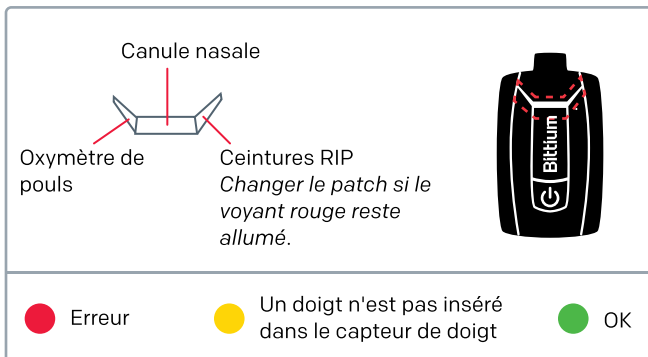 Canule nasale
Oxymètre de
pouls
Ceintures RIP
Changer le patch si le
voyant rouge reste
allumé.
Bittium
Erreur
Un doigt n'est pas inséré
dans le capteur de doigt
OK